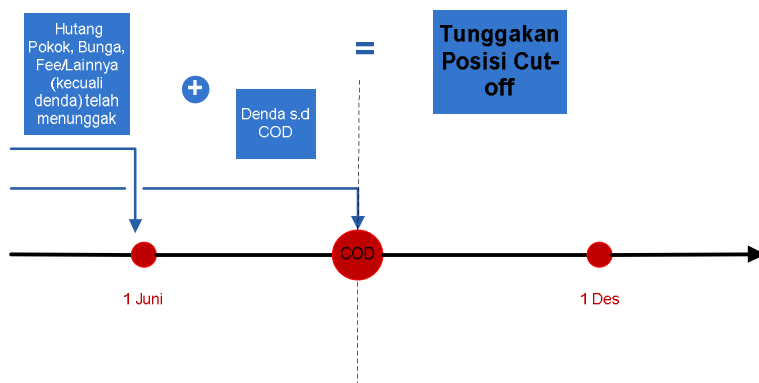 Hutang
Pokok, Bunga,
Fee/Lainnya
(kecuali
denda) telah
menunggak
+
Denda s.d
COD
=
Tunggakan
Posisi Cut-
off
COD
1 Juni
1 Des